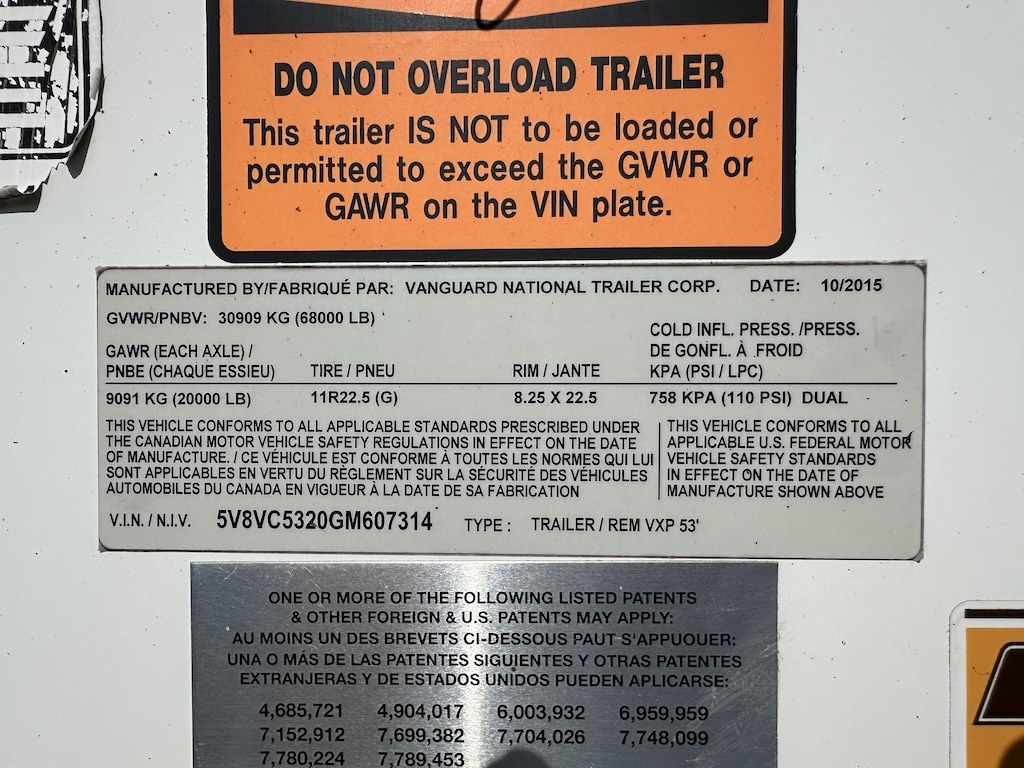 DO NOT OVERLOAD TRAILER
This trailer IS NOT to be loaded or
permitted to exceed the GVWR or
GAWR on the VIN plate.
MANUFACTURED BY/FABRIQUÉ PAR: VANGUARD NATIONAL TRAILER CORP. DATE: 10/2015
GVWR/PNBV: 30909 KG (68000 LB)
GAWR (EACH AXLE) /
PNBE (CHAQUE ESSIEU) TIRE / PNEU RIM / JANTE
COLD INFL. PRESS. /PRESS.
DE GONFL. À FROID
KPA (PSI / LPC)
9091 KG (20000 LB) 11R22.5 (G) 8.25 X 22.5 758 KPA (110 PSI) DUAL
THIS VEHICLE CONFORMS TO ALL APPLICABLE STANDARDS PRESCRIBED UNDER
THE CANADIAN MOTOR VEHICLE SAFETY REGULATIONS IN EFFECT ON THE DATE
OF MANUFACTURE. / CE VÉHICULE EST CONFORME À TOUTES LES NORMES QUI LUI
SONT APPLICABLES EN VERTU DU RÈGLEMENT SUR LA SÉCURITÉ DES VÉHICULES
AUTOMOBILES DU CANADA EN VIGUEUR À LA DATE DE SA FABRICATION
THIS VEHICLE CONFORMS TO ALL
APPLICABLE U.S. FEDERAL MOTOR
VEHICLE SAFETY STANDARDS
IN EFFECT ON THE DATE OF
MANUFACTURE SHOWN ABOVE
V.I.N. / N.I.V. 5V8VC5320GM607314 TYPE : TRAILER / REM VXP 53'
ONE OR MORE OF THE FOLLOWING LISTED PATENTS
& OTHER FOREIGN & U.S. PATENTS MAY APPLY:
AU MOINS UN DES BREVETS CI-DESSOUS PAUT S'APPUOUER:
UNA O MÁS DE LAS PATENTES SIGUIENTES Y OTRAS PATENTES
EXTRANJERAS Y DE ESTADOS UNIDOS PUEDEN APLICARSE:
4,685,721 4,904,017 6,003,932 6,959,959
7,152,912 7,699,382 7,704,026 7,748,099
7,780,224 7,789,453